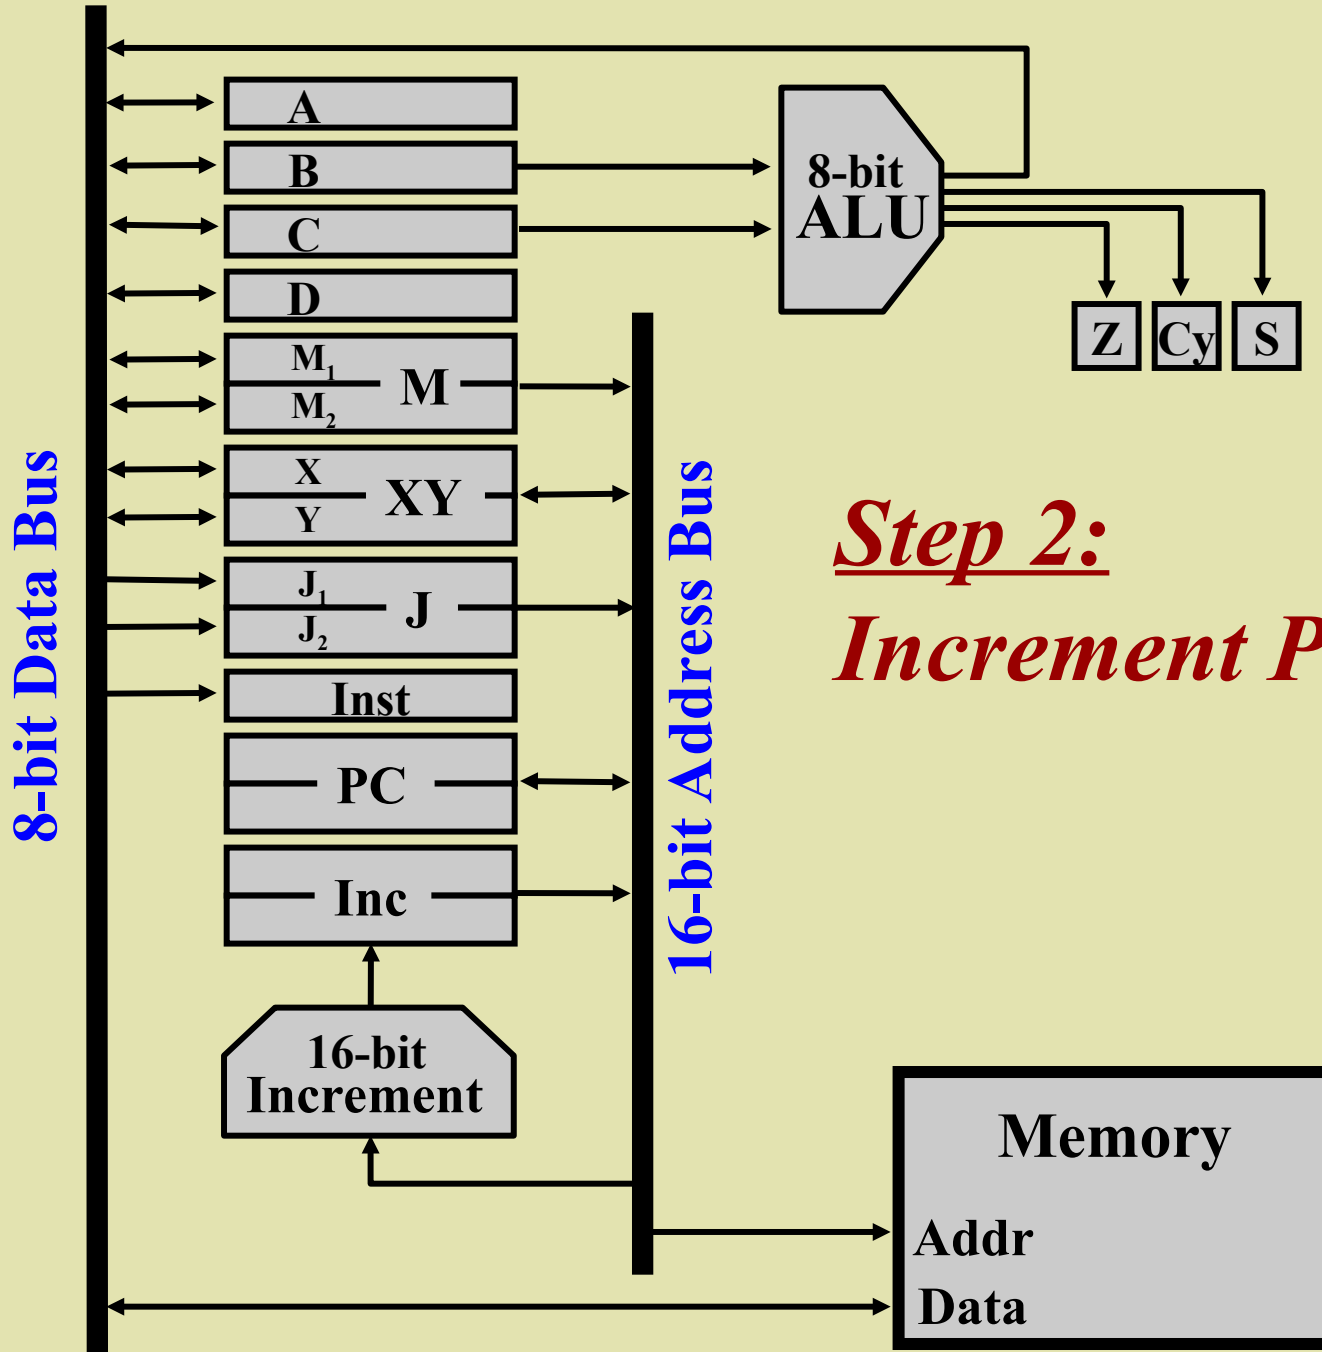 A
B
C
D
M₁
M₂
M
X
Y
XY
J₁
J₂
J
Inst
PC
Inc
16-bit
Increment
8-bit Data Bus
16-bit Address Bus
8-bit
ALU
Z
Cy
S
Step 2:
Increment P
Memory
Addr
Data